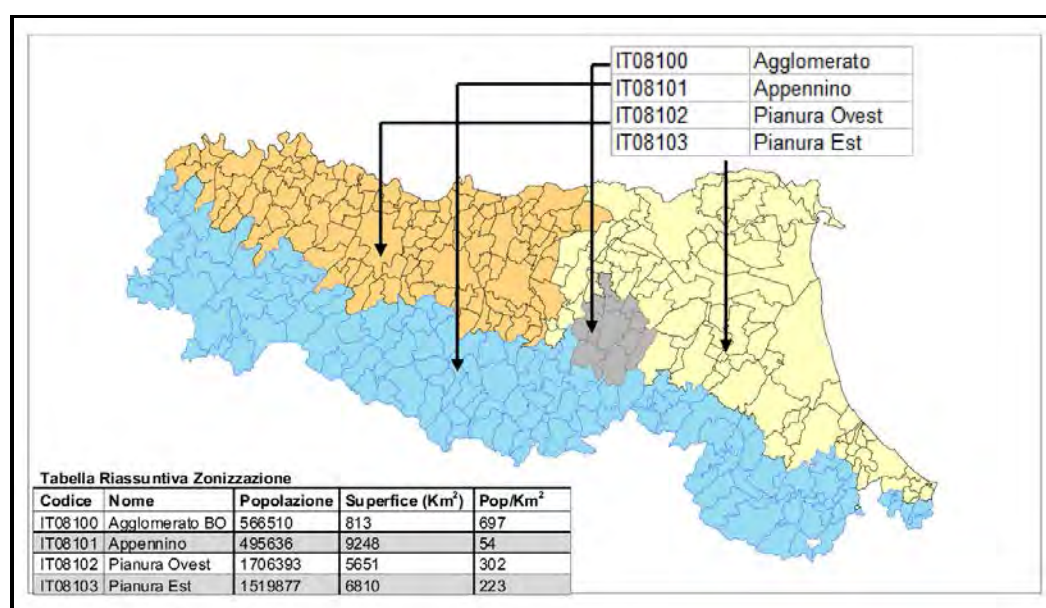 IT08100 Agglomerato
IT08101 Appennino
IT08102 Pianura Ovest
IT08103 Pianura Est
Tabella Riassuntiva Zonizzazione
Codice Nome Popolazione Superfice (Km²) Pop/Km²
IT08100 Agglomerato BO 566510 813 697
IT08101 Appennino 495636 9248 54
IT08102 Pianura Ovest 1706393 5651 302
IT08103 Pianura Est 1519877 6810 223